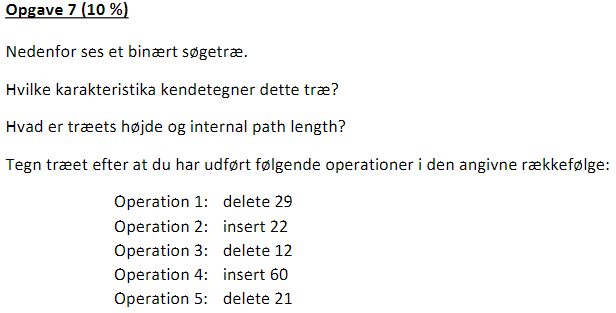 Opgave 7 (10 %)
Nedenfor ses et binært søgetræ.
Hvilke karakteristika kendetegner dette træ?
Hvad er træets højde og internal path length?
Tegn træet efter at du har udført følgende operationer i den angivne rækkefølge:
Operation 1: delete 29
Operation 2: insert 22
Operation 3: delete 12
Operation 4: insert 60
Operation 5: delete 21